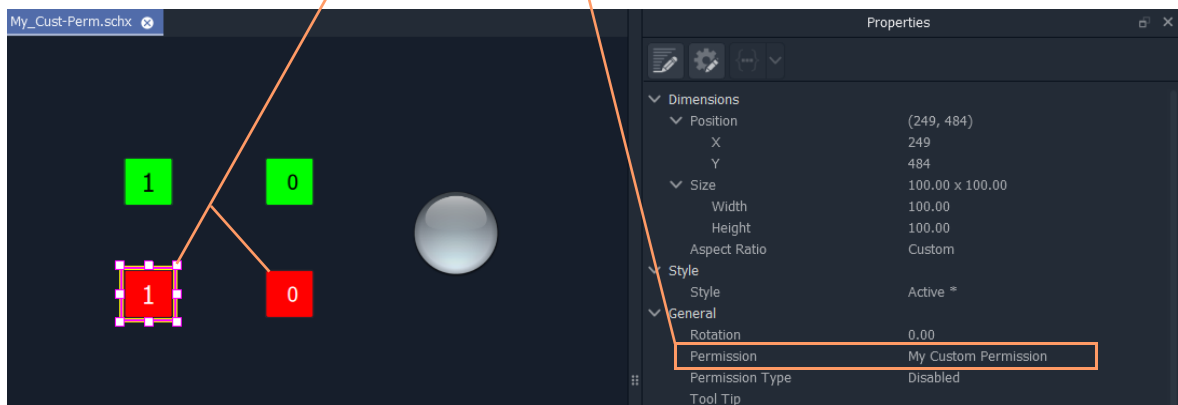 My_Cust-Perm.schx
Properties
Dimensions
Position (249, 484)
X 249
Y 484
Size 100.00 x 100.00
Width 100.00
Height 100.00
Aspect Ratio Custom
Style
Style Active *
General
Rotation 0.00
Permission My Custom Permission
Permission Type Disabled
Tool Tip
1 0
1 0